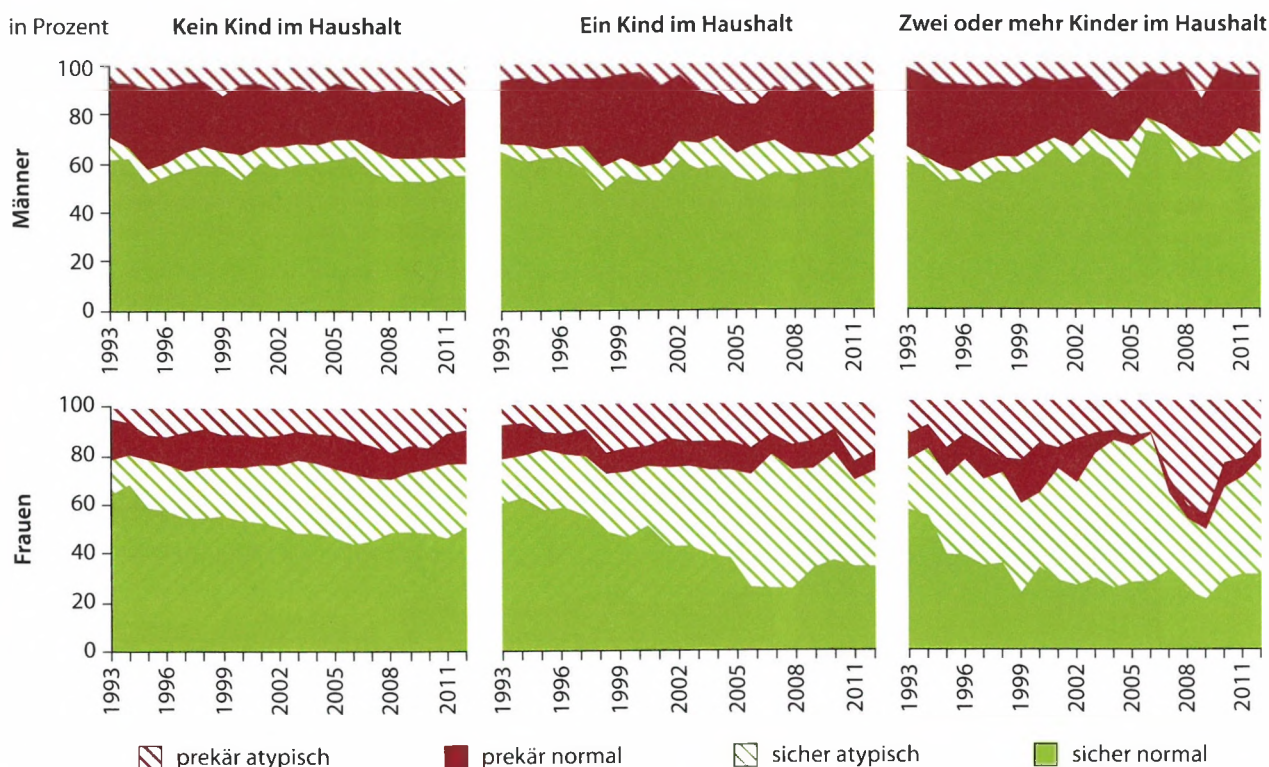 in Prozent Kein Kind im Haushalt Ein Kind im Haushalt Zwei oder mehr Kinder im Haushalt
Männer
100
80
60
40
20
0
1993 1996 1999 2002 2005 2008 2011
1993 1996 1999 2002 2005 2008 2011
1993 1996 1999 2002 2005 2008 2011
Frauen
100
80
60
40
20
0
1993 1996 1999 2002 2005 2008 2011
1993 1996 1999 2002 2005 2008 2011
1993 1996 1999 2002 2005 2008 2011
prekär atypisch prekär normal sicher atypisch sicher normal